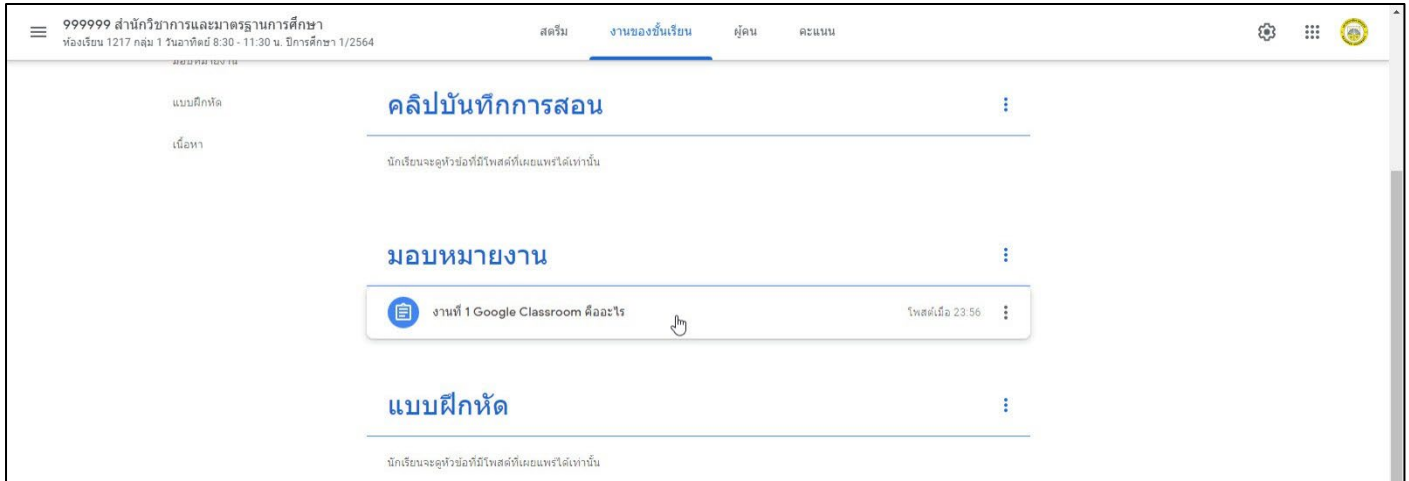 999999 สำนักวิชาการและมาตรฐานการศึกษา
ห้องเรียน 1217 กลุ่ม 1 วันอาทิตย์ 8:30 - 11:30 น. ปีการศึกษา 1/2564
สตรีม
งานของชั้นเรียน
ผู้คน
คะแนน
มอบหมายงาน
แบบฝึกหัด
เนื้อหา
คลิปบันทึกการสอน
นักเรียนจะดูหัวข้อที่มีโพสต์ที่เผยแพร่ได้เท่านั้น
มอบหมายงาน
งานที่ 1 Google Classroom คืออะไร
โพสต์เมื่อ 23:56
แบบฝึกหัด
นักเรียนจะดูหัวข้อที่มีโพสต์ที่เผยแพร่ได้เท่านั้น